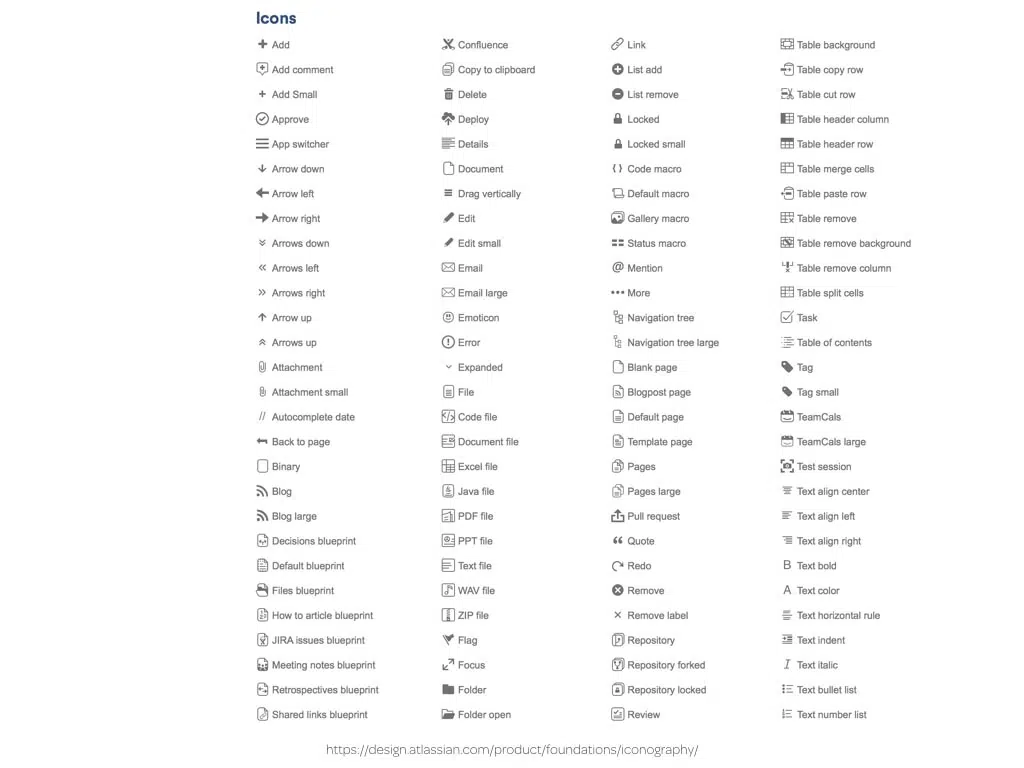 Icons
Add
Add comment
Add Small
Approve
App switcher
Arrow down
Arrow left
Arrow right
Arrows down
Arrows left
Arrows right
Arrow up
Arrows up
Attachment
Attachment small
Autocomplete date
Back to page
Binary
Blog
Blog large
Decisions blueprint
Default blueprint
Files blueprint
How to article blueprint
JIRA issues blueprint
Meeting notes blueprint
Retrospectives blueprint
Shared links blueprint
Confluence
Copy to clipboard
Delete
Deploy
Details
Document
Drag vertically
Edit
Edit small
Email
Email large
Emoticon
Error
Expanded
File
Code file
Document file
Excel file
Java file
PDF file
PPT file
Text file
WAV file
ZIP file
Flag
Focus
Folder
Folder open
Link
List add
List remove
Locked
Locked small
Code macro
Default macro
Gallery macro
Status macro
Mention
More
Navigation tree
Navigation tree large
Blank page
Blogpost page
Default page
Template page
Pages
Pages large
Pull request
Quote
Redo
Remove
Remove label
Repository
Repository forked
Repository locked
Review
Table background
Table copy row
Table cut row
Table header column
Table header row
Table merge cells
Table paste row
Table remove
Table remove background
Table remove column
Table split cells
Task
Table of contents
Tag
Tag small
TeamCals
TeamCals large
Test session
Text align center
Text align left
Text align right
B Text bold
A Text color
Text horizontal rule
Text indent
I Text italic
Text bullet list
Text number list
https://design.atlassian.com/product/foundations/iconography/